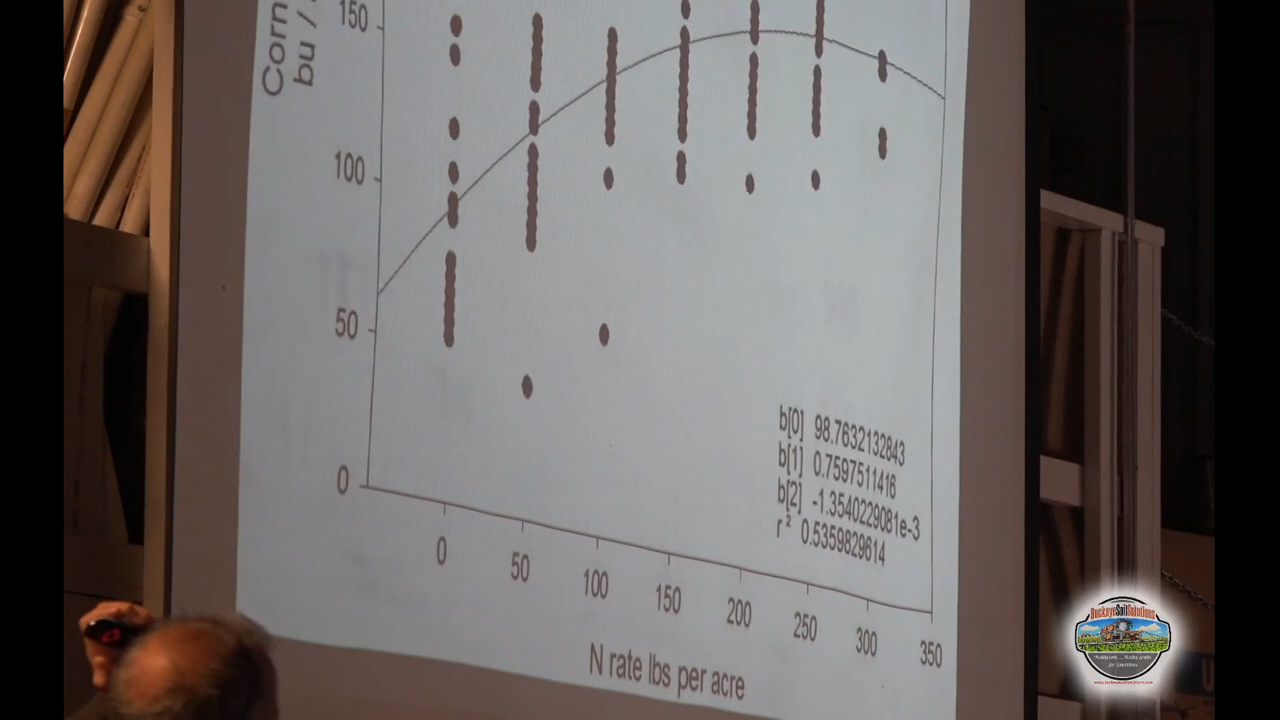 Corn
bu /
150
100
50
0
b[0] 98.7632132843
b[1] 0.7597511416
b[2] -1.3540229081e-3
r² 0.5359829614
0 50 100 150 200 250 300 350
N rate lbs per acre
BuckeyeSoilSolutions